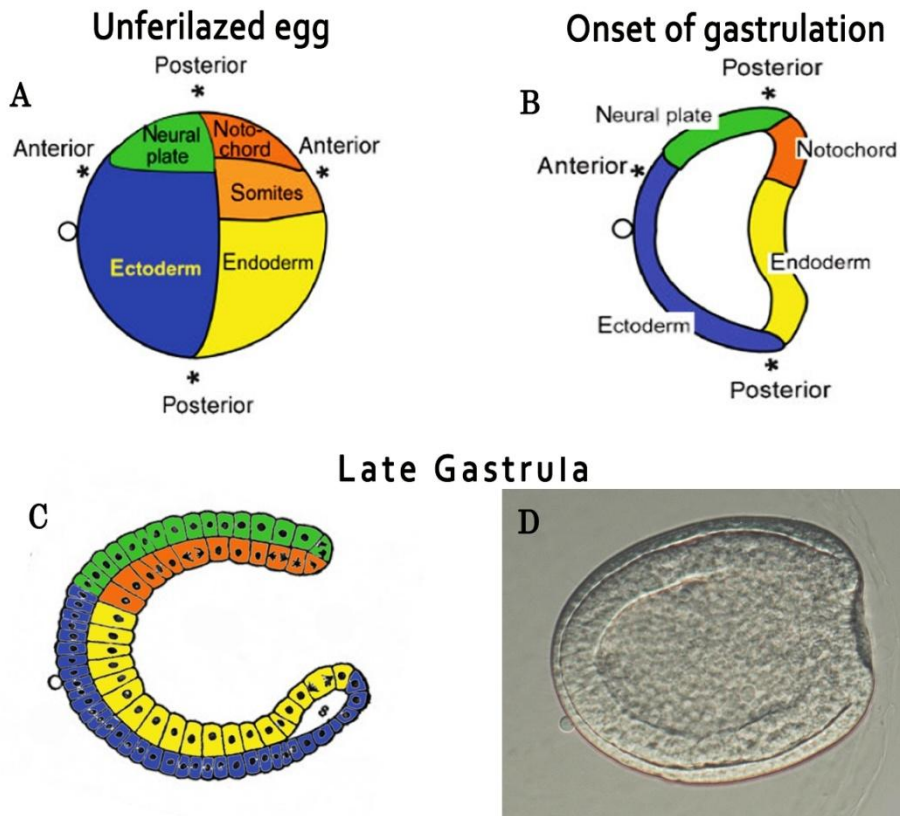 Unferilazed egg
Onset of gastrulation
A
Posterior
*
Neural
plate
Noto-
chord
Anterior
*
Anterior
*
Somites
Ectoderm
Endoderm
*
Posterior
B
Posterior
*
Neural plate
Notochord
Anterior *
Endoderm
Ectoderm
*
Posterior
Late Gastrula
C
D